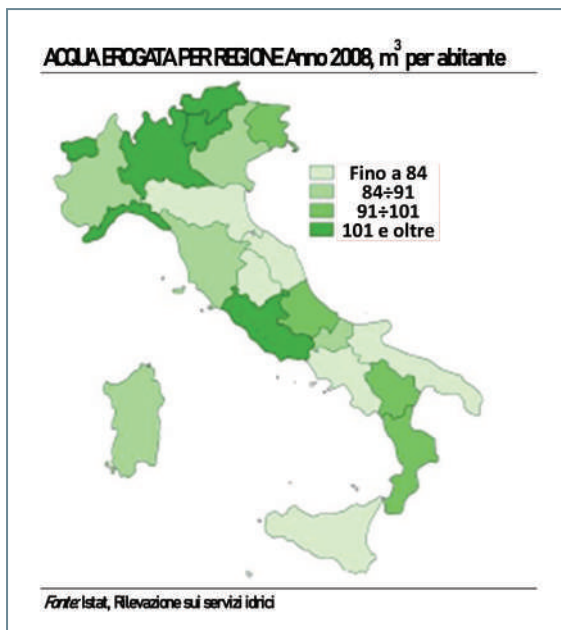 ACQUA EROGATA PER REGIONE Anno 2008, m³ per abitante
Fino a 84
84÷91
91÷101
101 e oltre
Fonte: Istat, Rilevazione sui servizi idrici